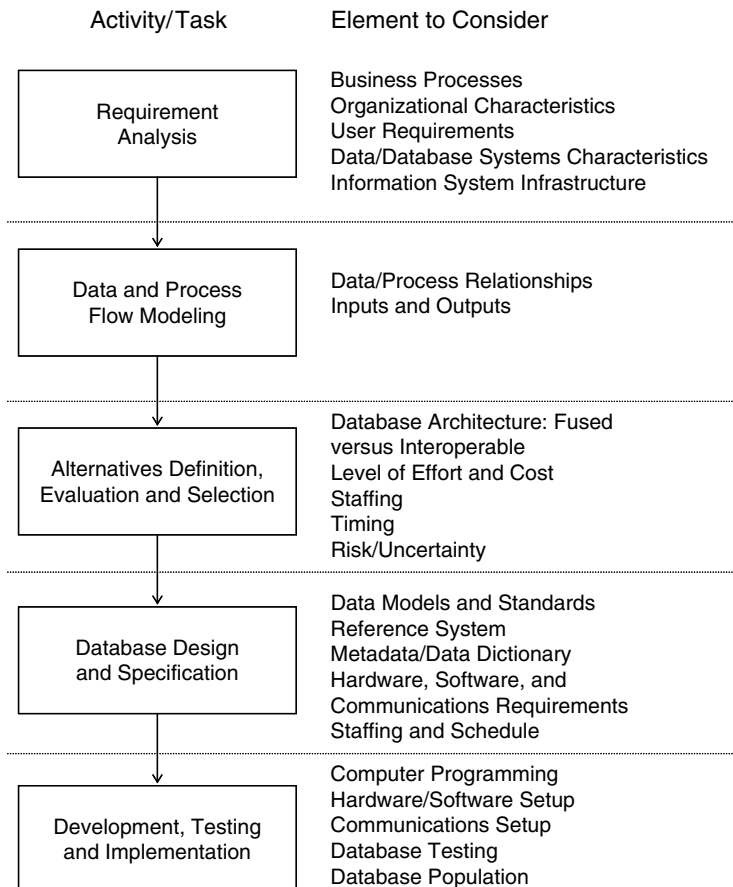 Activity/Task
Element to Consider
Requirement
Analysis
Business Processes
Organizational Characteristics
User Requirements
Data/Database Systems Characteristics
Information System Infrastructure
Data and Process
Flow Modeling
Data/Process Relationships
Inputs and Outputs
Alternatives Definition,
Evaluation and Selection
Database Architecture: Fused
versus Interoperable
Level of Effort and Cost
Staffing
Timing
Risk/Uncertainty
Database Design
and Specification
Data Models and Standards
Reference System
Metadata/Data Dictionary
Hardware, Software, and
Communications Requirements
Staffing and Schedule
Development, Testing
and Implementation
Computer Programming
Hardware/Software Setup
Communications Setup
Database Testing
Database Population